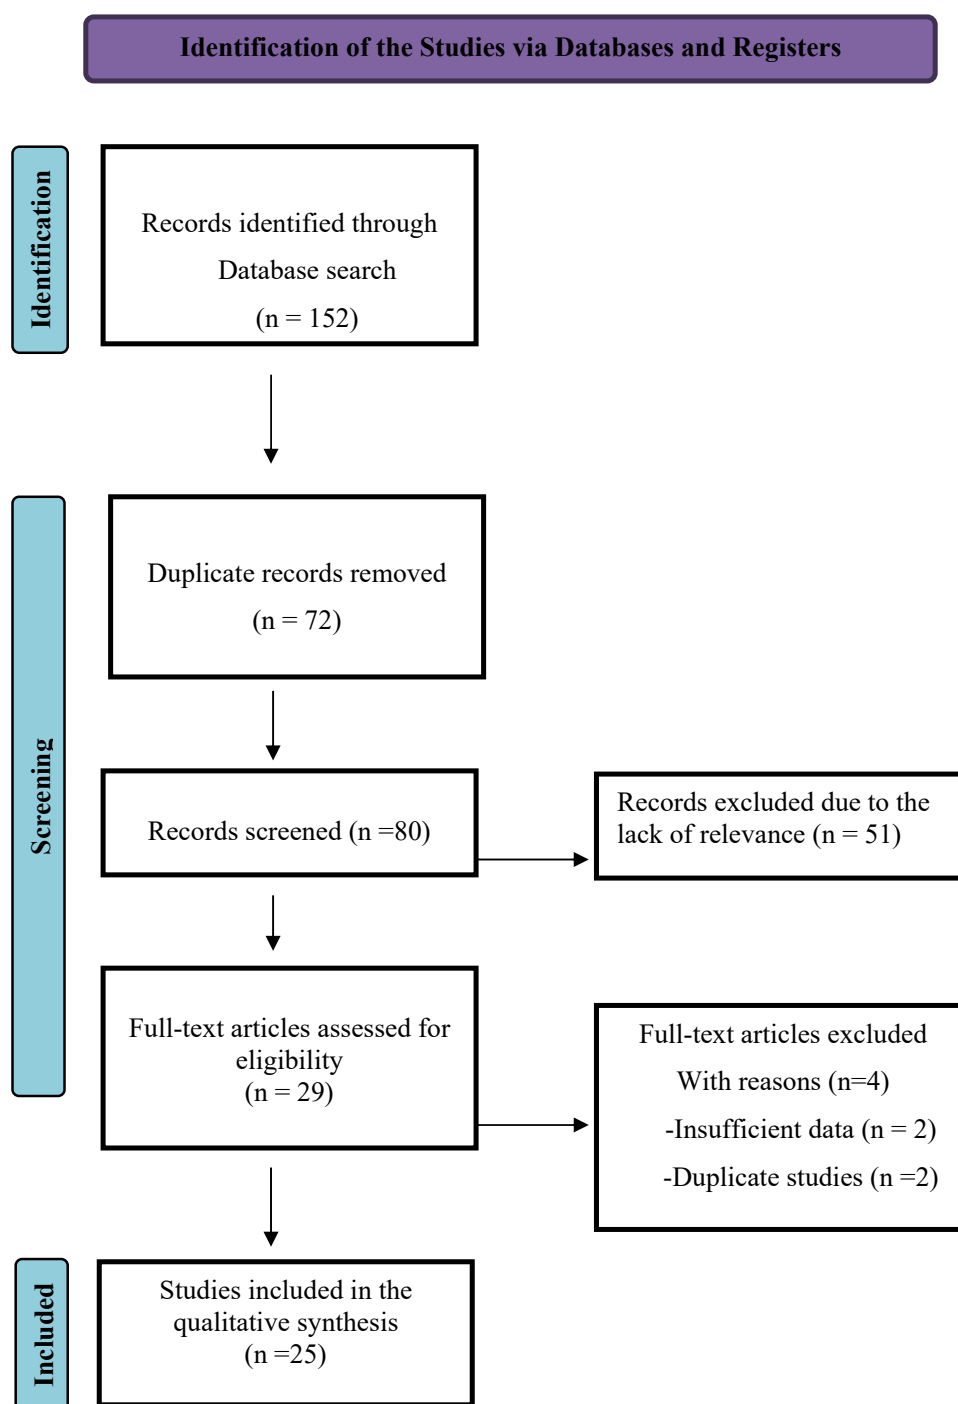 Identification of the Studies via Databases and Registers
Identification
Records identified through
Database search
(n = 152)
Screening
Duplicate records removed
(n = 72)
Records screened (n =80)
Records excluded due to the
lack of relevance (n = 51)
Full-text articles assessed for
eligibility
(n = 29)
Full-text articles excluded
With reasons (n=4)
-Insufficient data (n = 2)
-Duplicate studies (n =2)
Included
Studies included in the
qualitative synthesis
(n =25)